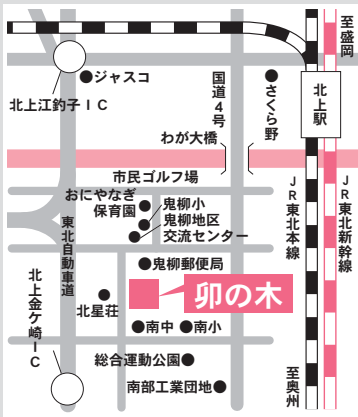 至盛岡
ジャスコ
北上江釣子IC
国道4号
さくら野
北上駅
わが大橋
市民ゴルフ場
おにやなぎ
保育園
鬼柳小
鬼柳地区
交流センター
東北自動車道
JR東北本線
JR東北新幹線
鬼柳郵便局
北星荘
卯の木
北上金ケ崎IC
南中
南小
総合運動公園
南部工業団地
至奥州